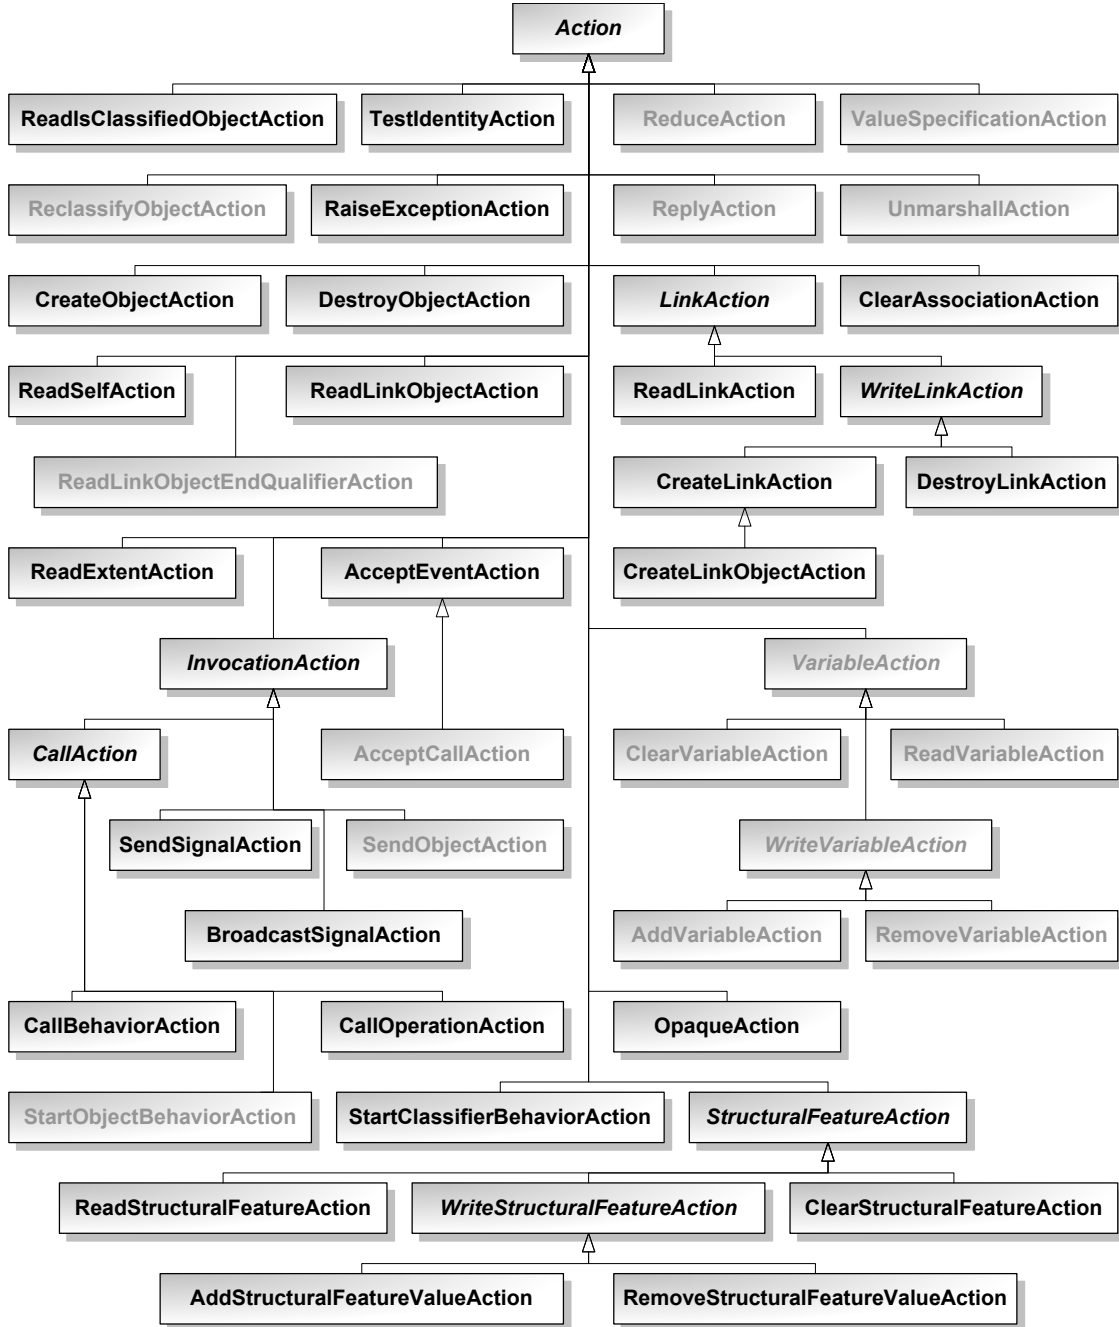 Action
ReadIsClassifiedObjectAction
TestIdentityAction
ReduceAction
ValueSpecificationAction
ReclassifyObjectAction
RaiseExceptionAction
ReplyAction
UnmarshallAction
CreateObjectAction
DestroyObjectAction
LinkAction
ClearAssociationAction
ReadSelfAction
ReadLinkObjectAction
ReadLinkAction
WriteLinkAction
ReadLinkObjectEndQualifierAction
CreateLinkAction
DestroyLinkAction
ReadExtentAction
AcceptEventAction
CreateLinkObjectAction
InvocationAction
VariableAction
CallAction
AcceptCallAction
ClearVariableAction
ReadVariableAction
SendSignalAction
SendObjectAction
WriteVariableAction
BroadcastSignalAction
AddVariableAction
RemoveVariableAction
CallBehaviorAction
CallOperationAction
OpaqueAction
StartObjectBehaviorAction
StartClassifierBehaviorAction
StructuralFeatureAction
ReadStructuralFeatureAction
WriteStructuralFeatureAction
ClearStructuralFeatureAction
AddStructuralFeatureValueAction
RemoveStructuralFeatureValueAction